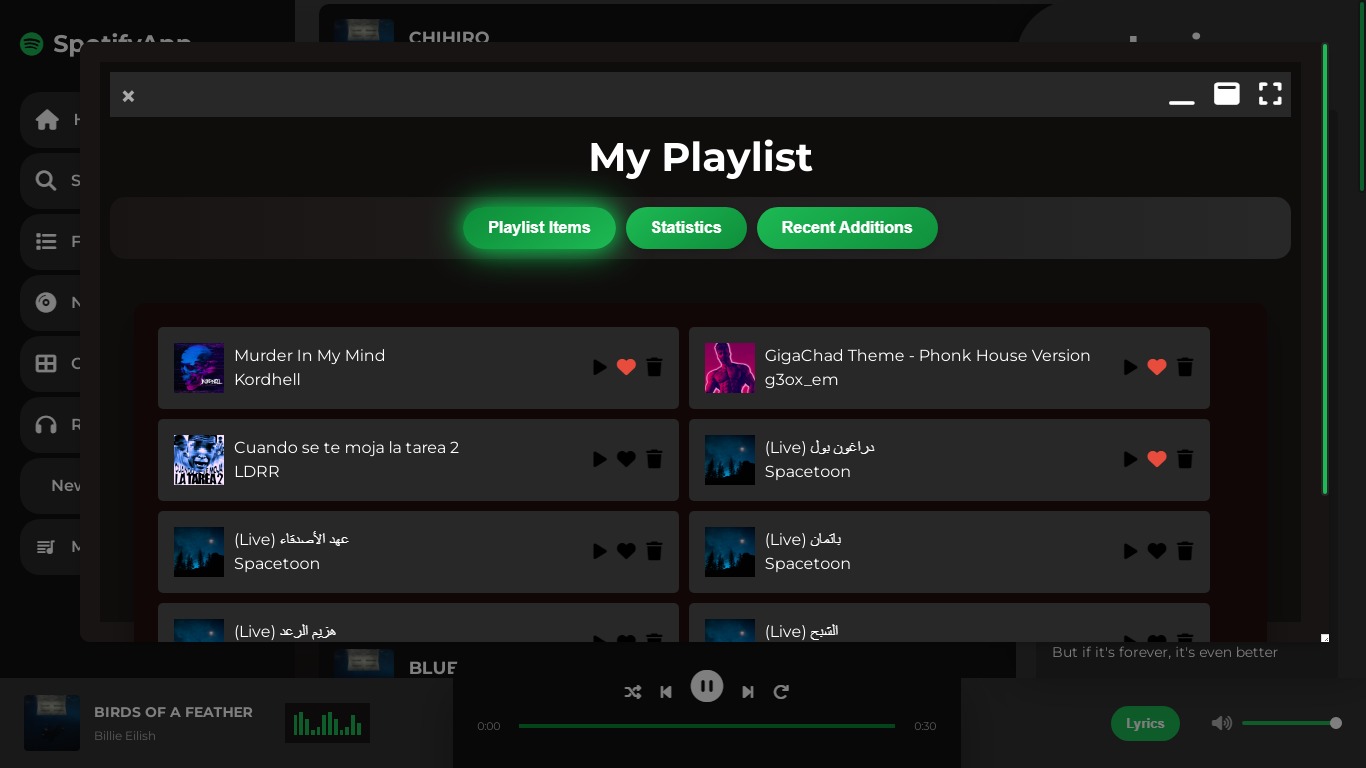 CHIHIRO
SpotifyApp
×
My Playlist
Playlist Items
Statistics
Recent Additions
Murder In My Mind
Kordhell
GigaChad Theme - Phonk House Version
g3ox_em
Cuando se te moja la tarea 2
LDRR
(Live) دراغون بول
Spacetoon
(Live) عهد الأصدقاء
Spacetoon
(Live) باتمان
Spacetoon
(Live) هزيم الرعد
(Live) الشبح
H
S
F
N
C
R
New
M
But if it's forever, it's even better
BLUE
BIRDS OF A FEATHER
Billie Eilish
0:00
0:30
Lyrics